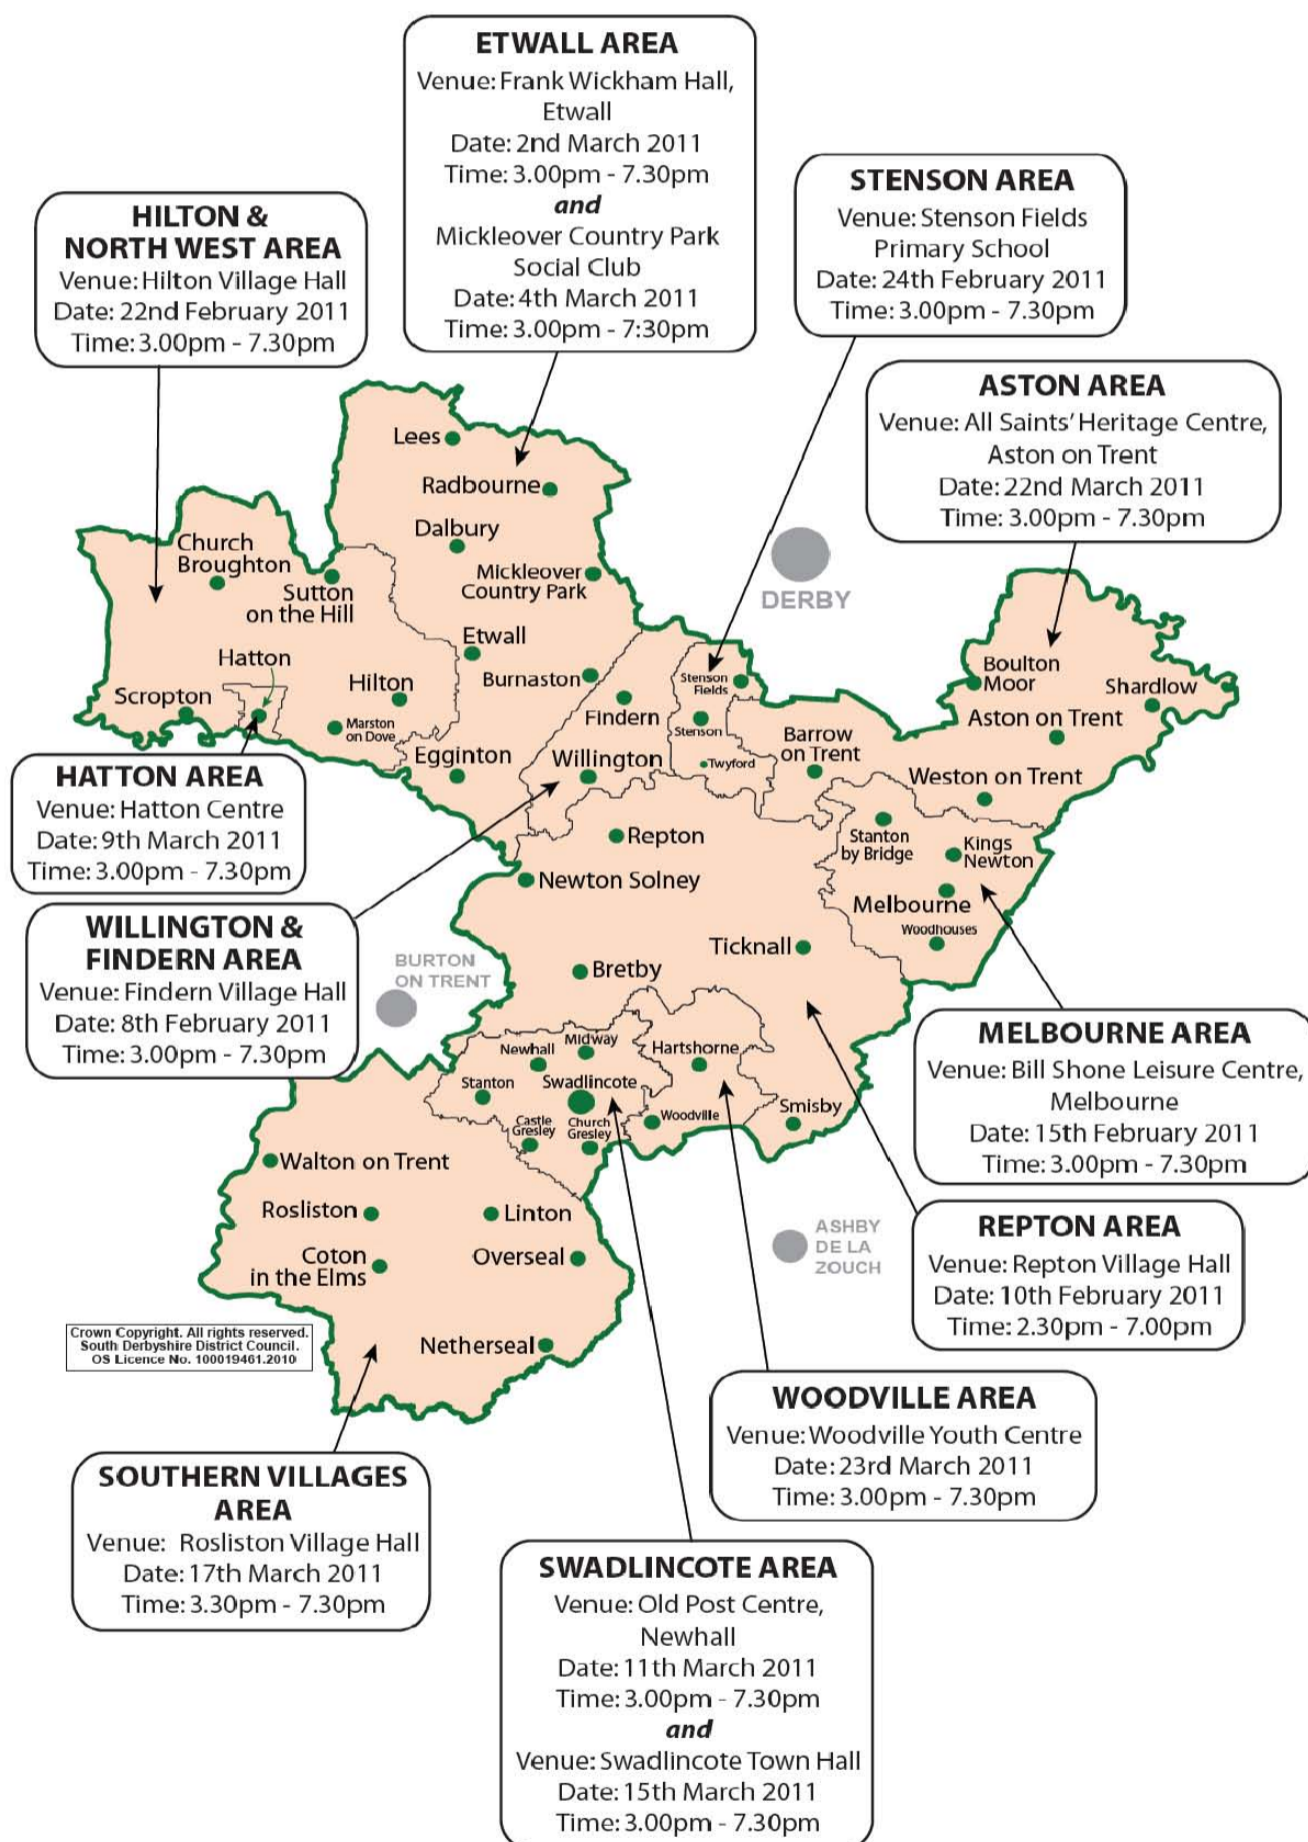 ETWALL AREA
Venue: Frank Wickham Hall,
Etwall
Date: 2nd March 2011
Time: 3.00pm - 7.30pm
and
Mickleover Country Park
Social Club
Date: 4th March 2011
Time: 3.00pm - 7:30pm
STENSON AREA
Venue: Stenson Fields
Primary School
Date: 24th February 2011
Time: 3.00pm - 7.30pm
HILTON &
NORTH WEST AREA
Venue: Hilton Village Hall
Date: 22nd February 2011
Time: 3.00pm - 7.30pm
ASTON AREA
Venue: All Saints' Heritage Centre,
Aston on Trent
Date: 22nd March 2011
Time: 3.00pm - 7.30pm
Lees
Radbourne
Dalbury
Mickleover
Country Park
Church
Broughton
Sutton
on the Hill
DERBY
Etwall
Burnaston
Hatton
Hilton
Scropton
Marston
on Dove
Egginton
Findern
Willington
Stenson
Fields
Stenson
Twyford
Barrow
on Trent
Boulton
Moor
Shardlow
Aston on Trent
Weston on Trent
HATTON AREA
Venue: Hatton Centre
Date: 9th March 2011
Time: 3.00pm - 7.30pm
Repton
Newton Solney
Stanton
by Bridge
Kings
Newton
Melbourne
Woodhouses
Ticknall
Bretby
WILLINGTON &
FINDERN AREA
Venue: Findern Village Hall
Date: 8th February 2011
Time: 3.00pm - 7.30pm
BURTON
ON TRENT
MELBOURNE AREA
Venue: Bill Shone Leisure Centre,
Melbourne
Date: 15th February 2011
Time: 3.00pm - 7.30pm
Midway
Newhall
Hartshorne
Stanton
Swadlincote
Castle
Gresley
Church
Gresley
Woodville
Smisby
Walton on Trent
Rosliston
Linton
Coton
in the Elms
Overseal
Netherseal
ASHBY
DE LA
ZOUCH
REPTON AREA
Venue: Repton Village Hall
Date: 10th February 2011
Time: 2.30pm - 7.00pm
Crown Copyright. All rights reserved.
South Derbyshire District Council.
OS Licence No. 100019461.2010
WOODVILLE AREA
Venue: Woodville Youth Centre
Date: 23rd March 2011
Time: 3.00pm - 7.30pm
SOUTHERN VILLAGES
AREA
Venue: Rosliston Village Hall
Date: 17th March 2011
Time: 3.30pm - 7.30pm
SWADLINCOTE AREA
Venue: Old Post Centre,
Newhall
Date: 11th March 2011
Time: 3.00pm - 7.30pm
and
Venue: Swadlincote Town Hall
Date: 15th March 2011
Time: 3.00pm - 7.30pm